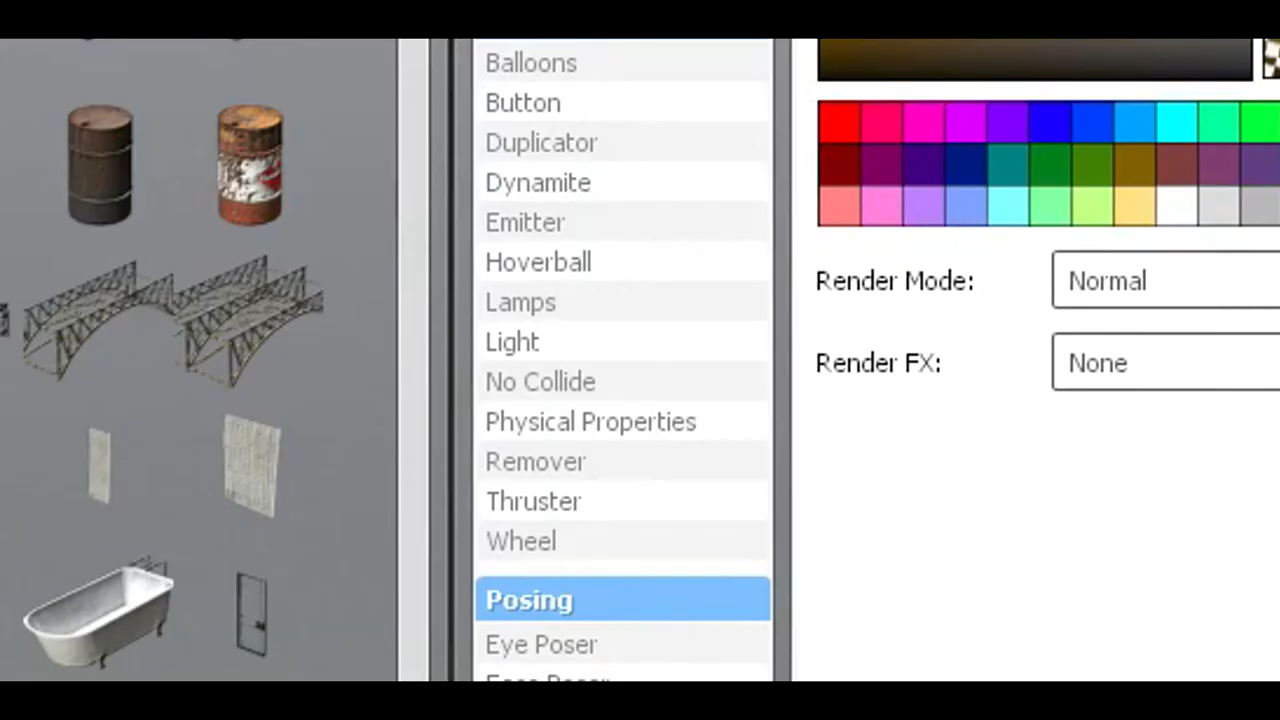 Balloons
Button
Duplicator
Dynamite
Emitter
Hoverball
Lamps
Light
No Collide
Physical Properties
Remover
Thruster
Wheel
Posing
Eye Poser
Render Mode: Normal
Render FX: None